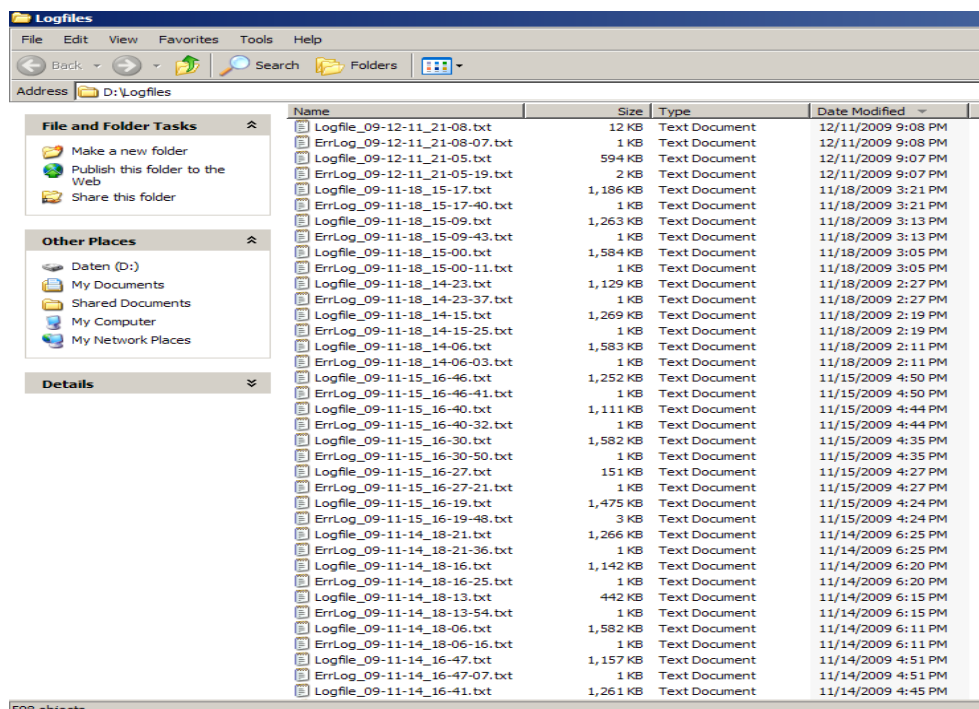 Logfiles
File Edit View Favorites Tools Help
Back Search Folders
Address D:\Logfiles
File and Folder Tasks
Make a new folder
Publish this folder to the
Web
Share this folder
Other Places
Daten (D:)
My Documents
Shared Documents
My Computer
My Network Places
Details
Name Size Type Date Modified
Logfile_09-12-11_21-08.txt 12 KB Text Document 12/11/2009 9:08 PM
ErrLog_09-12-11_21-08-07.txt 1 KB Text Document 12/11/2009 9:08 PM
Logfile_09-12-11_21-05.txt 594 KB Text Document 12/11/2009 9:07 PM
ErrLog_09-12-11_21-05-19.txt 2 KB Text Document 12/11/2009 9:07 PM
Logfile_09-11-18_15-17.txt 1,186 KB Text Document 11/18/2009 3:21 PM
ErrLog_09-11-18_15-17-40.txt 1 KB Text Document 11/18/2009 3:21 PM
Logfile_09-11-18_15-09.txt 1,263 KB Text Document 11/18/2009 3:13 PM
ErrLog_09-11-18_15-09-43.txt 1 KB Text Document 11/18/2009 3:13 PM
Logfile_09-11-18_15-00.txt 1,584 KB Text Document 11/18/2009 3:05 PM
ErrLog_09-11-18_15-00-11.txt 1 KB Text Document 11/18/2009 3:05 PM
Logfile_09-11-18_14-23.txt 1,129 KB Text Document 11/18/2009 2:27 PM
ErrLog_09-11-18_14-23-37.txt 1 KB Text Document 11/18/2009 2:27 PM
Logfile_09-11-18_14-15.txt 1,269 KB Text Document 11/18/2009 2:19 PM
ErrLog_09-11-18_14-15-25.txt 1 KB Text Document 11/18/2009 2:19 PM
Logfile_09-11-18_14-06.txt 1,583 KB Text Document 11/18/2009 2:11 PM
ErrLog_09-11-18_14-06-03.txt 1 KB Text Document 11/18/2009 2:11 PM
Logfile_09-11-15_16-46.txt 1,252 KB Text Document 11/15/2009 4:50 PM
ErrLog_09-11-15_16-46-41.txt 1 KB Text Document 11/15/2009 4:50 PM
Logfile_09-11-15_16-40.txt 1,111 KB Text Document 11/15/2009 4:44 PM
ErrLog_09-11-15_16-40-32.txt 1 KB Text Document 11/15/2009 4:44 PM
Logfile_09-11-15_16-30.txt 1,582 KB Text Document 11/15/2009 4:35 PM
ErrLog_09-11-15_16-30-50.txt 1 KB Text Document 11/15/2009 4:35 PM
Logfile_09-11-15_16-27.txt 151 KB Text Document 11/15/2009 4:27 PM
ErrLog_09-11-15_16-27-21.txt 1 KB Text Document 11/15/2009 4:27 PM
Logfile_09-11-15_16-19.txt 1,475 KB Text Document 11/15/2009 4:24 PM
ErrLog_09-11-15_16-19-48.txt 3 KB Text Document 11/15/2009 4:24 PM
Logfile_09-11-14_18-21.txt 1,266 KB Text Document 11/14/2009 6:25 PM
ErrLog_09-11-14_18-21-36.txt 1 KB Text Document 11/14/2009 6:25 PM
Logfile_09-11-14_18-16.txt 1,142 KB Text Document 11/14/2009 6:20 PM
ErrLog_09-11-14_18-16-25.txt 1 KB Text Document 11/14/2009 6:20 PM
Logfile_09-11-14_18-13.txt 442 KB Text Document 11/14/2009 6:15 PM
ErrLog_09-11-14_18-13-54.txt 1 KB Text Document 11/14/2009 6:15 PM
Logfile_09-11-14_18-06.txt 1,582 KB Text Document 11/14/2009 6:11 PM
ErrLog_09-11-14_18-06-16.txt 1 KB Text Document 11/14/2009 6:11 PM
Logfile_09-11-14_16-47.txt 1,157 KB Text Document 11/14/2009 4:51 PM
ErrLog_09-11-14_16-47-07.txt 1 KB Text Document 11/14/2009 4:51 PM
Logfile_09-11-14_16-41.txt 1,261 KB Text Document 11/14/2009 4:45 PM
objects